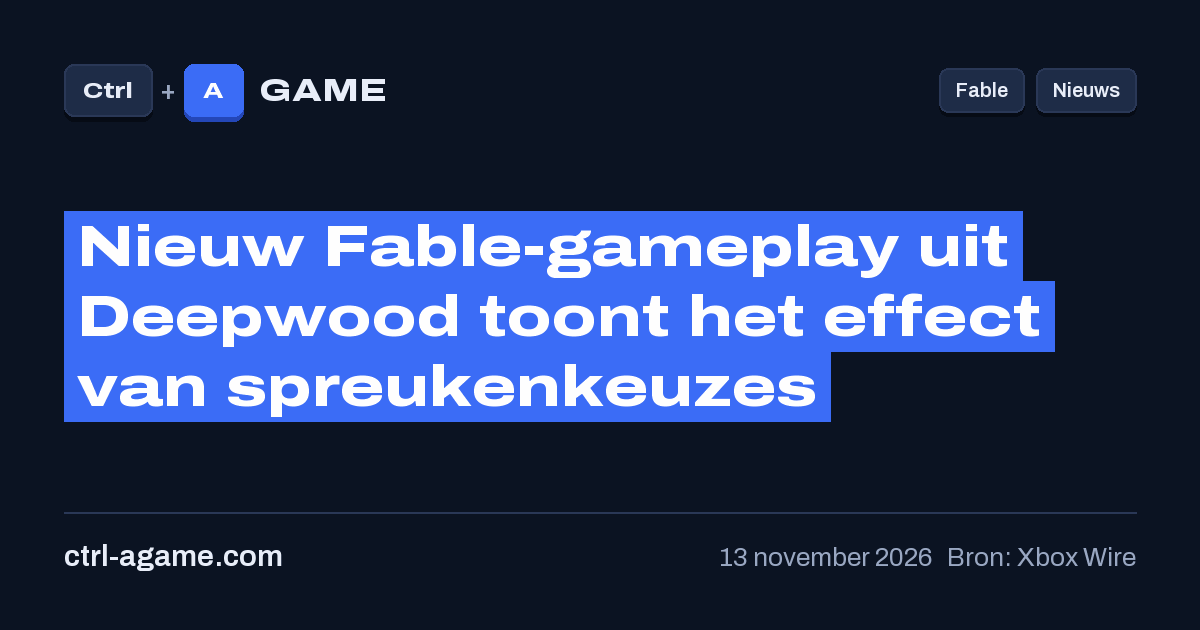 Ctrl + A GAME
Fable Nieuws
Nieuw Fable-gameplay uit
Deepwood toont het effect
van spreukenkeuzes
ctrl-agame.com
13 november 2026 Bron: Xbox Wire